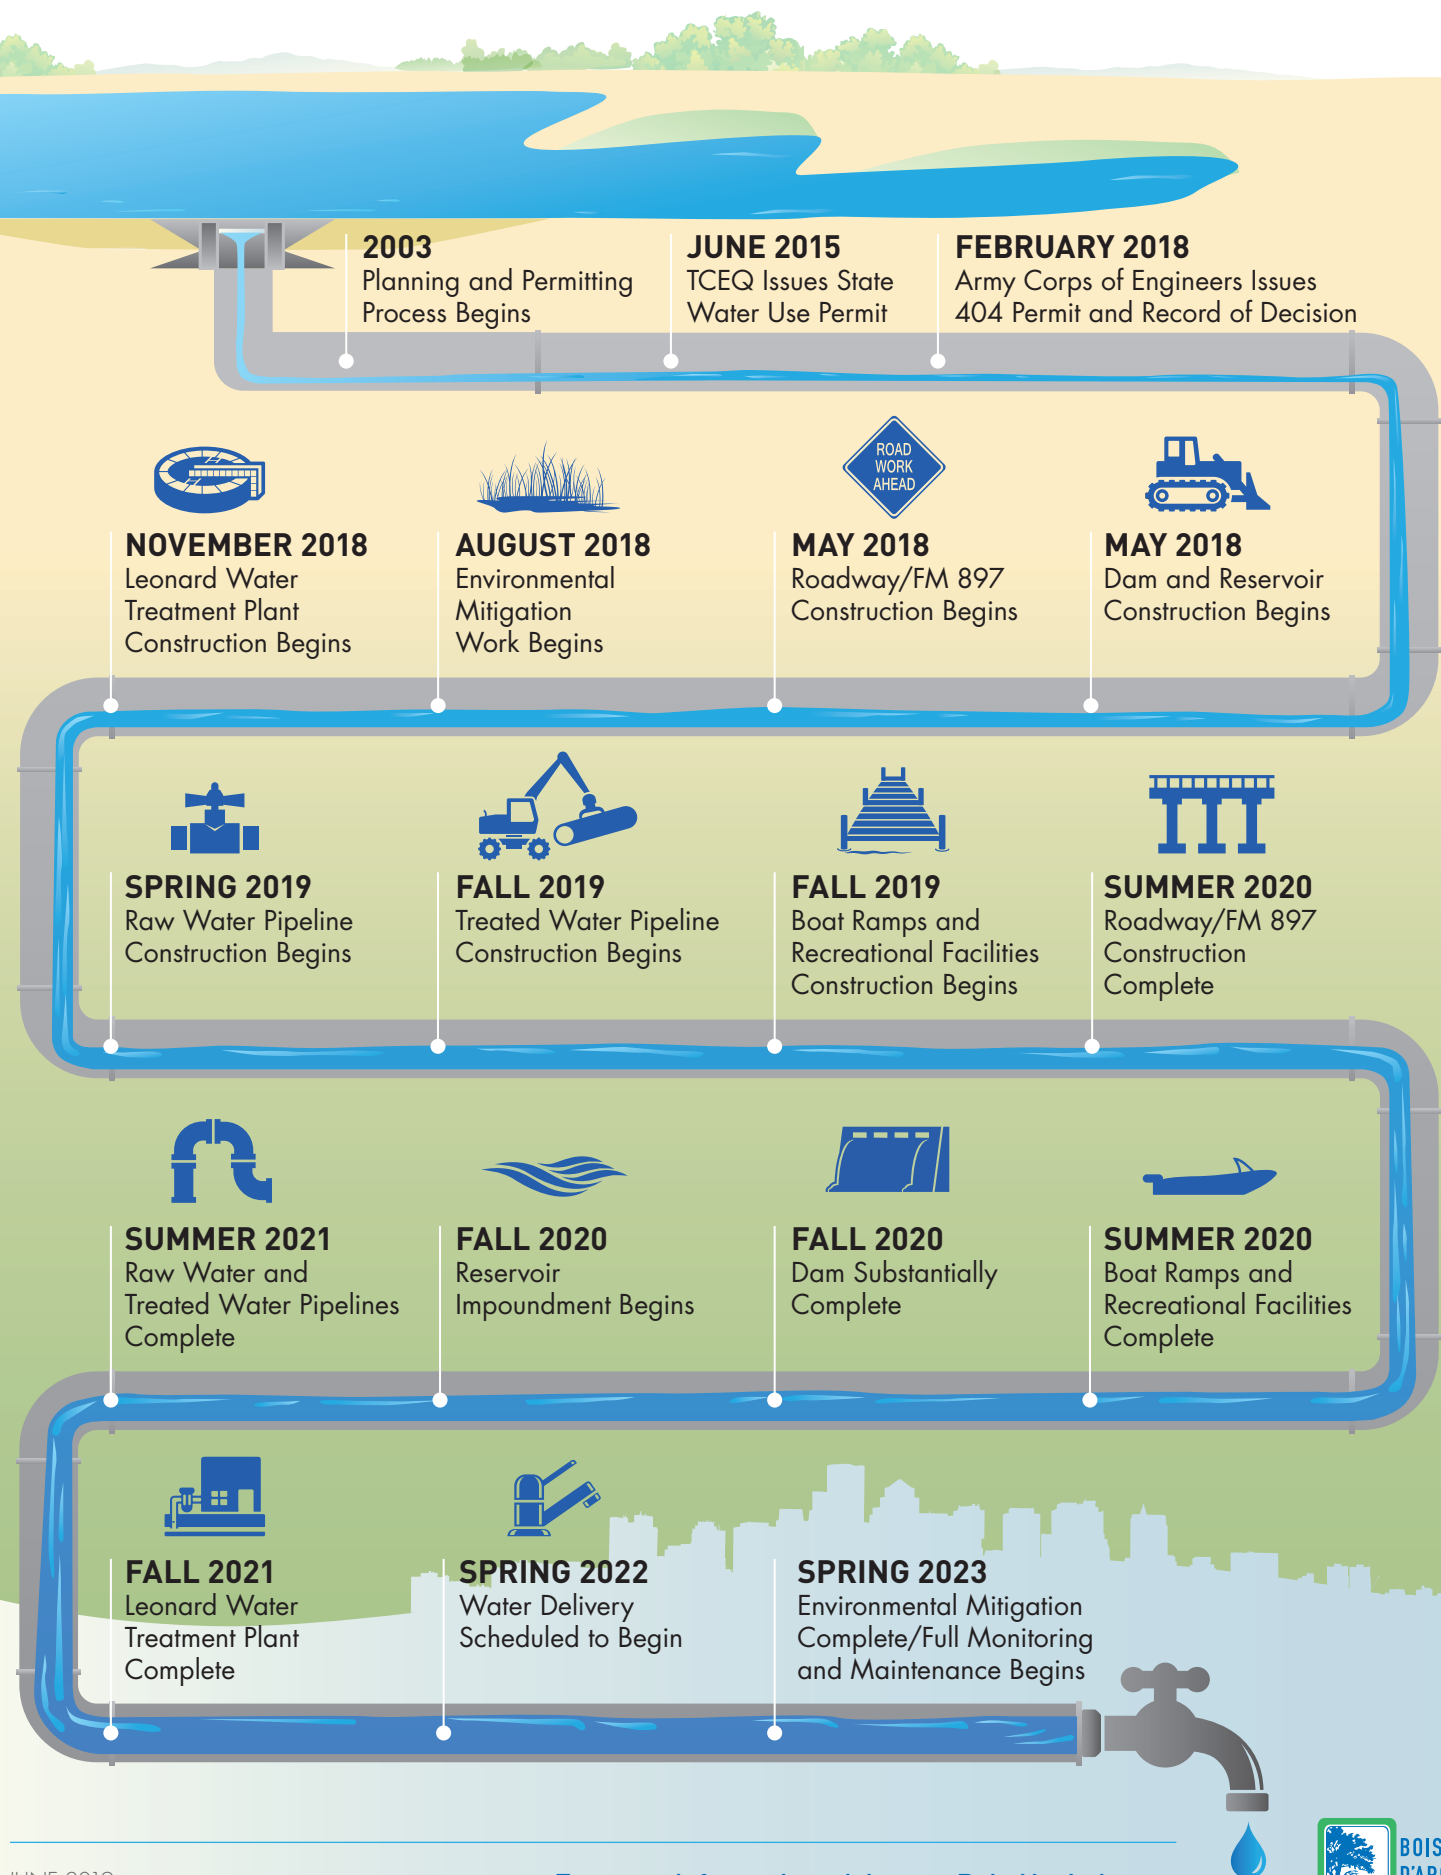 2003
Planning and Permitting
Process Begins
JUNE 2015
TCEQ Issues State
Water Use Permit
FEBRUARY 2018
Army Corps of Engineers Issues
404 Permit and Record of Decision
ROAD
WORK
AHEAD
NOVEMBER 2018
Leonard Water
Treatment Plant
Construction Begins
AUGUST 2018
Environmental
Mitigation
Work Begins
MAY 2018
Roadway/FM 897
Construction Begins
MAY 2018
Dam and Reservoir
Construction Begins
SPRING 2019
Raw Water Pipeline
Construction Begins
FALL 2019
Treated Water Pipeline
Construction Begins
FALL 2019
Boat Ramps and
Recreational Facilities
Construction Begins
SUMMER 2020
Roadway/FM 897
Construction
Complete
SUMMER 2021
Raw Water and
Treated Water Pipelines
Complete
FALL 2020
Reservoir
Impoundment Begins
FALL 2020
Dam Substantially
Complete
SUMMER 2020
Boat Ramps and
Recreational Facilities
Complete
FALL 2021
Leonard Water
Treatment Plant
Complete
SPRING 2022
Water Delivery
Scheduled to Begin
SPRING 2023
Environmental Mitigation
Complete/Full Monitoring
and Maintenance Begins
BOIS